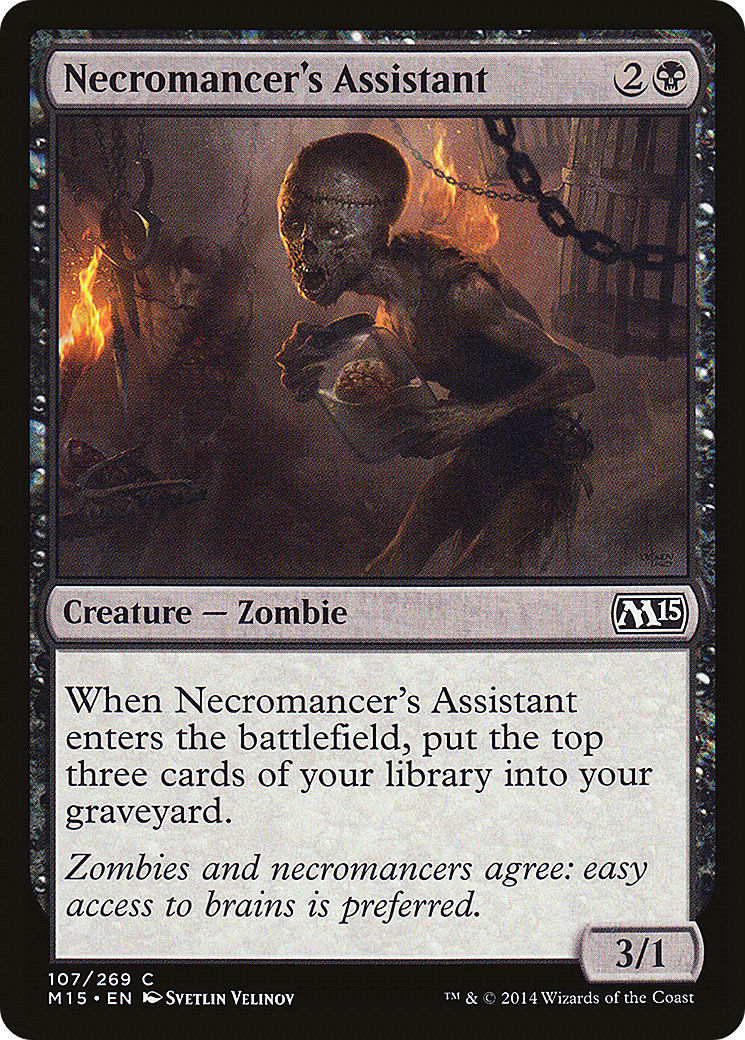 Necromancer's Assistant 2
Creature — Zombie M15
When Necromancer's Assistant
enters the battlefield, put the top
three cards of your library into your
graveyard.
Zombies and necromancers agree: easy
access to brains is preferred.
3/1
107/269 C
M15 • EN Svetlin Velinov ™ & © 2014 Wizards of the Coast